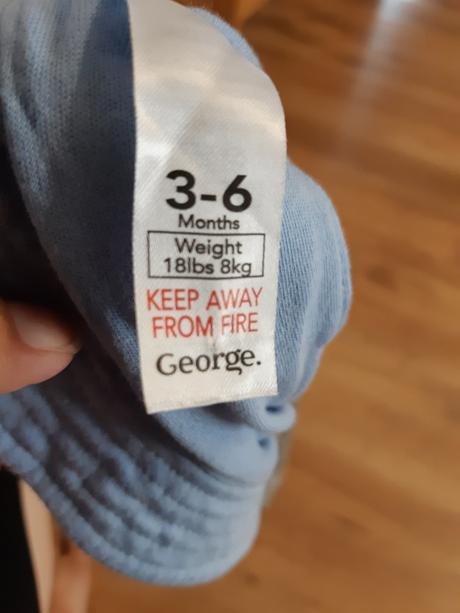 3-6
Months
Weight
18lbs 8kg
KEEP AWAY
FROM FIRE
George.